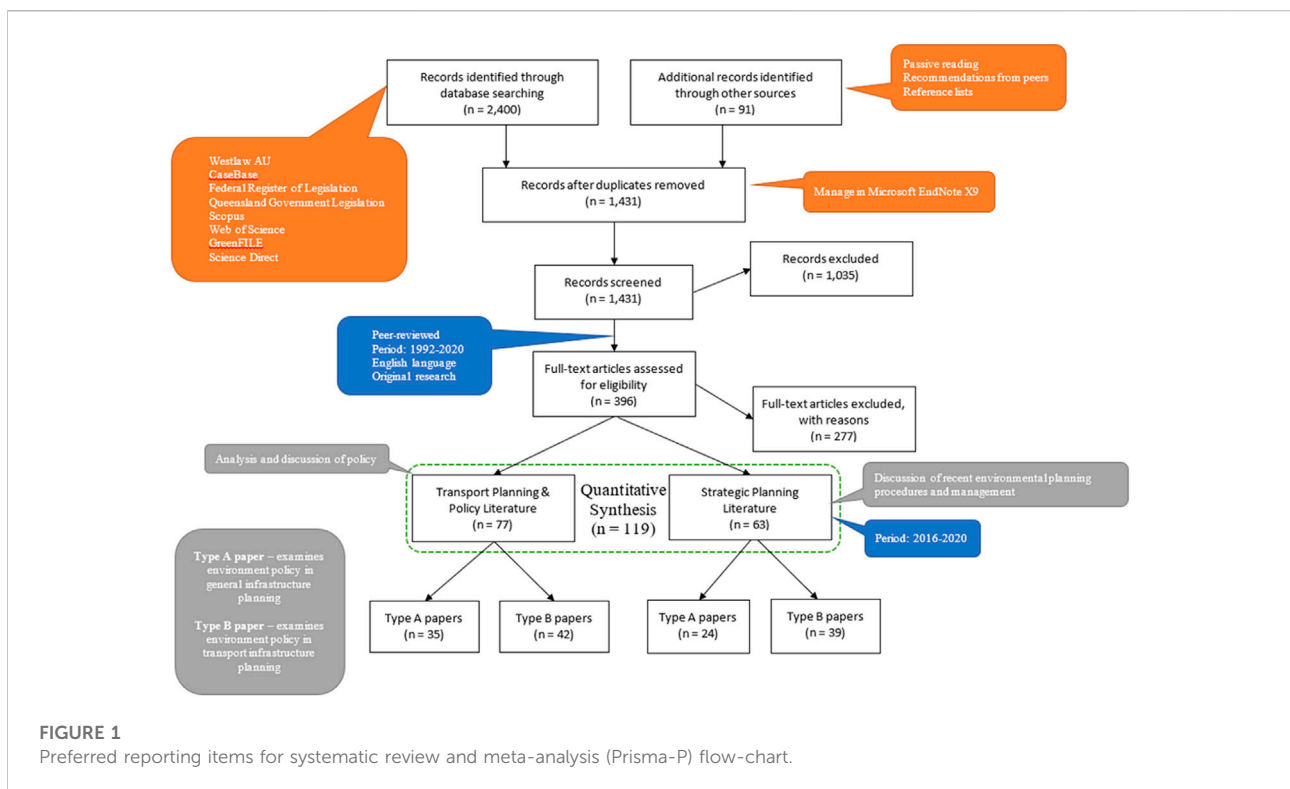 Records identified through
database searching
(n = 2,400)
Additional records identified
through other sources
(n = 91)
Passive reading
Recommendations from peers
Reference lists
Westlaw AU
CaseBase
Federal Register of Legislation
Queensland Government Legislation
Scopus
Web of Science
GreenFILE
Science Direct
Records after duplicates removed
(n = 1,431)
Manage in Microsoft EndNote X9
Records screened
(n = 1,431)
Records excluded
(n = 1,035)
Peer-reviewed
Period: 1992-2020
English language
Original research
Full-text articles assessed
for eligibility
(n = 396)
Full-text articles excluded,
with reasons
(n = 277)
Analysis and discussion of policy
Transport Planning &
Policy Literature
(n = 77)
Quantitative
Synthesis
(n = 119)
Strategic Planning
Literature
(n = 63)
Discussion of recent environmental planning
procedures and management
Period: 2016-2020
Type A paper – examines
environment policy in
general infrastructure
planning
Type B paper – examines
environment policy in
transport infrastructure
planning
Type A papers
(n = 35)
Type B papers
(n = 42)
Type A papers
(n = 24)
Type B papers
(n = 39)
FIGURE 1
Preferred reporting items for systematic review and meta-analysis (Prisma-P) flow-chart.